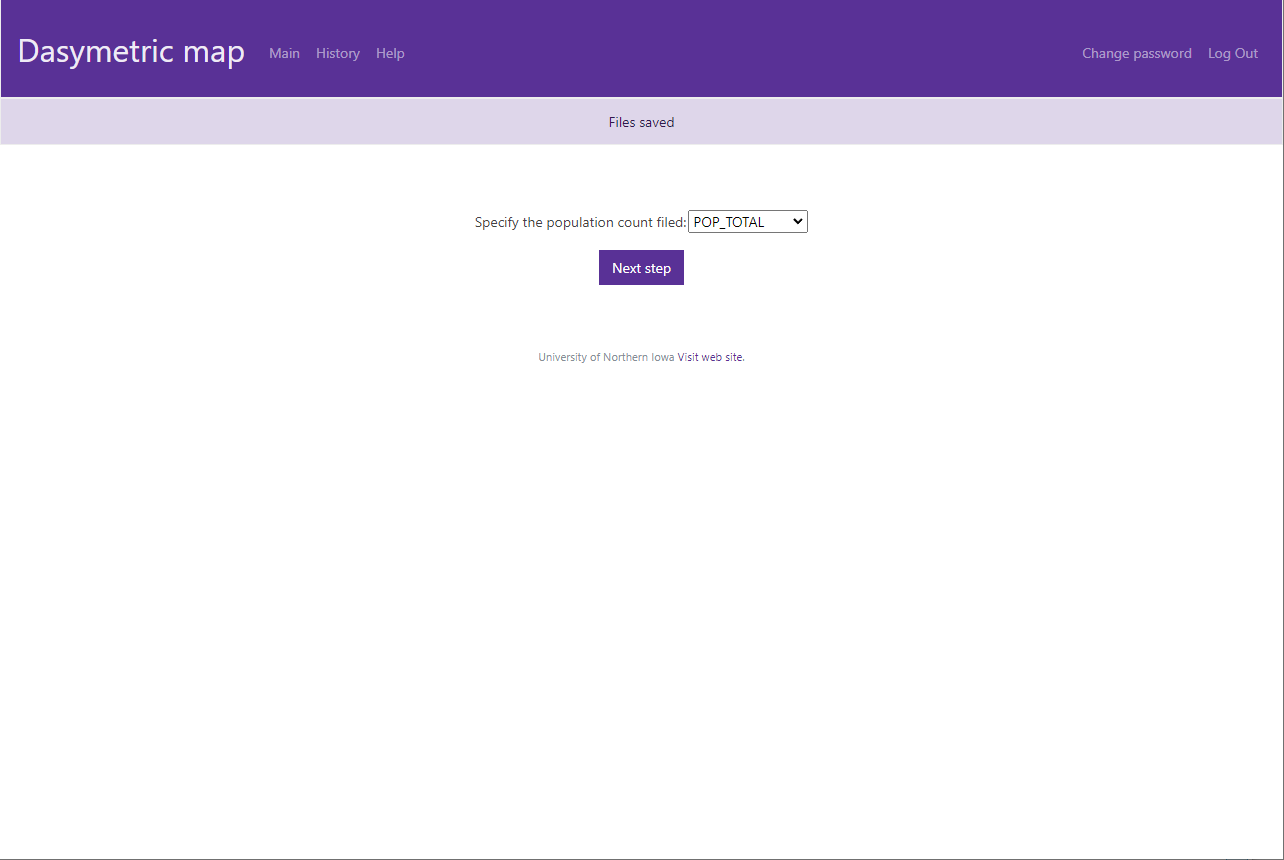 Dasymetric map Main History Help Change password Log Out
Files saved
Specify the population count filed: POP_TOTAL
Next step
University of Northern Iowa Visit web site.